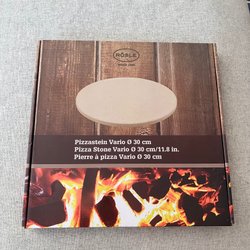 RÖSLE
Pizzastein Vario Ø 30 cm
Pizza Stone Vario Ø 30 cm/11.8 in.
Pierre à pizza Vario Ø 30 cm